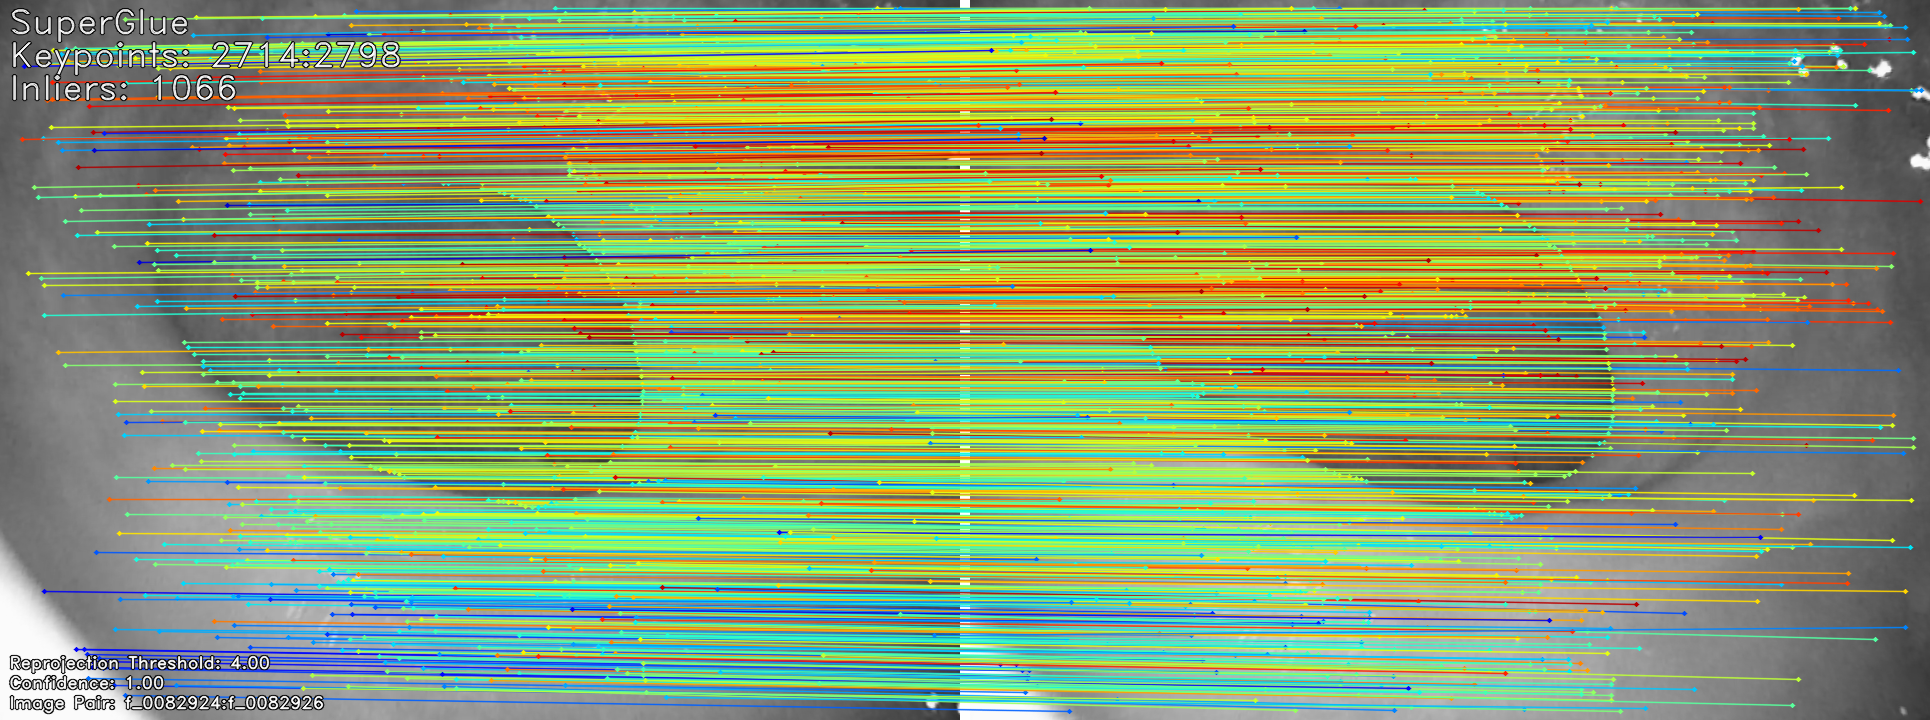 SuperGlue
Keypoints: 2714:2798
Inliers: 1066
Reprojection Threshold: 4.00
Confidence: 1.00
Image Pair: f_0082924:f_0082926